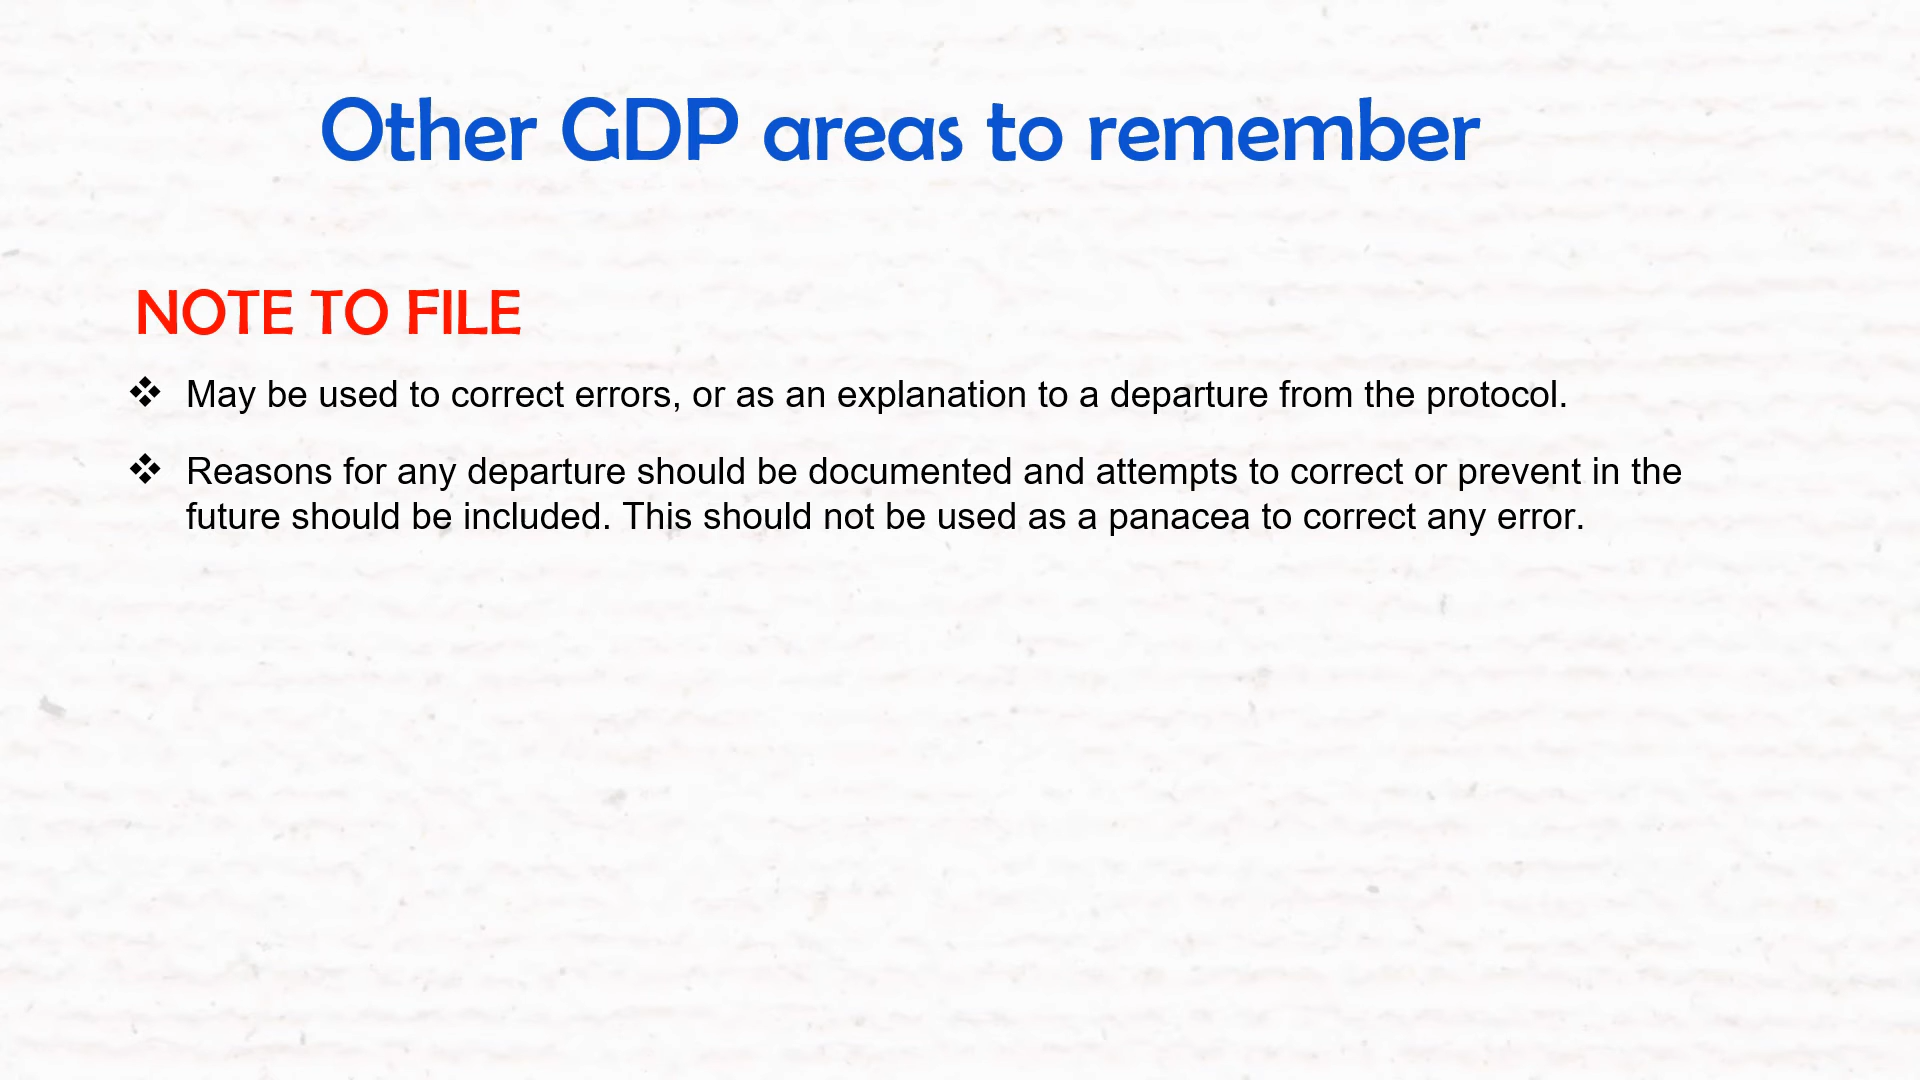 Other GDP areas to remember
NOTE TO FILE
❖ May be used to correct errors, or as an explanation to a departure from the protocol.
❖ Reasons for any departure should be documented and attempts to correct or prevent in the
future should be included. This should not be used as a panacea to correct any error.